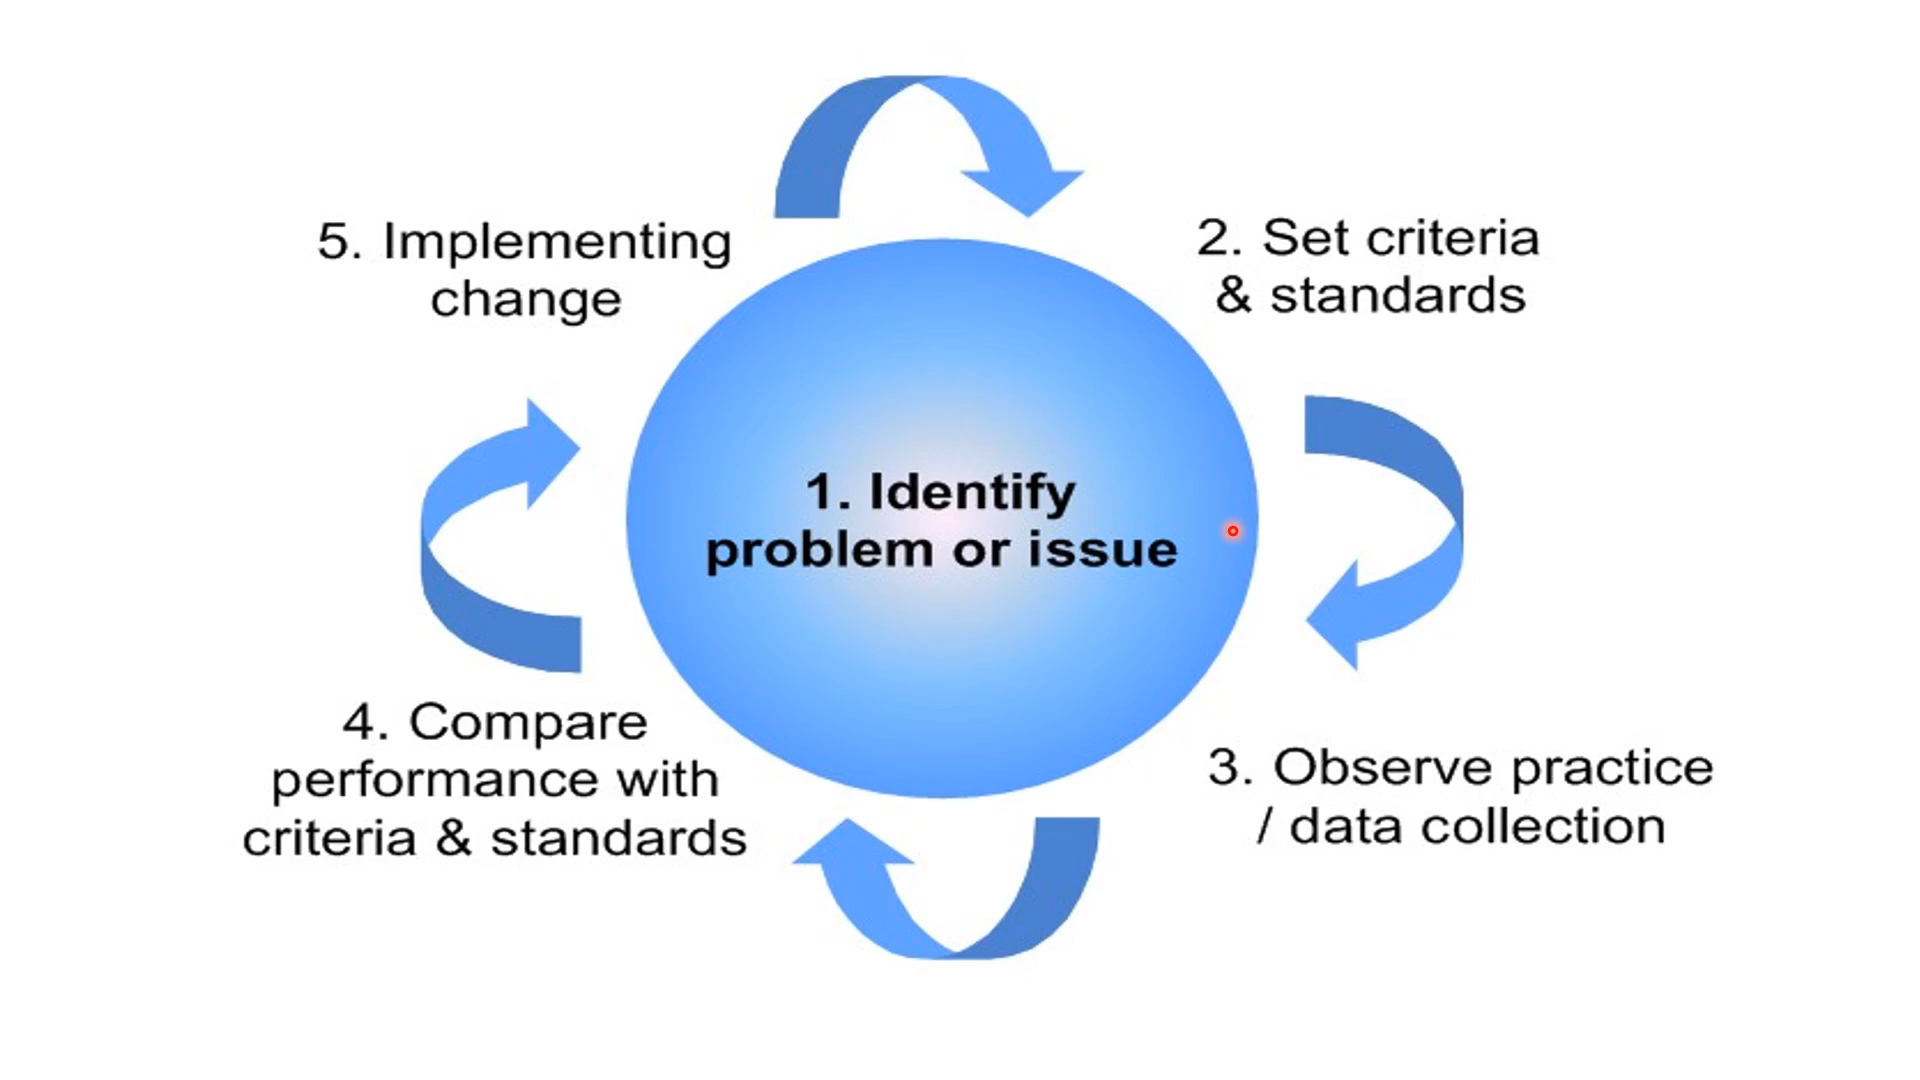 1. Identify
problem or issue
2. Set criteria
& standards
3. Observe practice
/ data collection
4. Compare
performance with
criteria & standards
5. Implementing
change